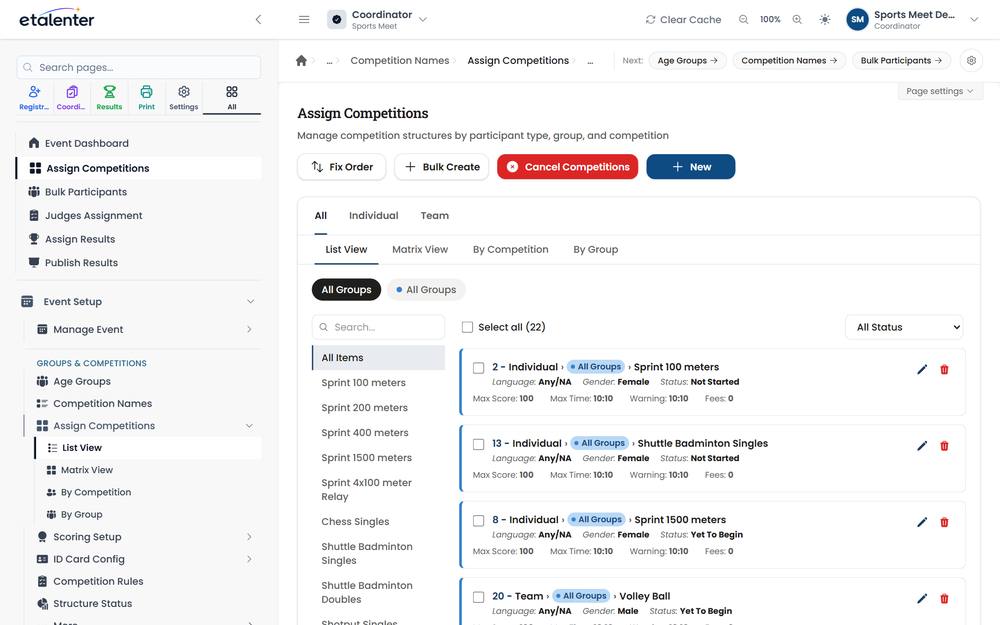 etalenter
Coordinator
Sports Meet
Clear Cache
100%
SM
Sports Meet De...
Coordinator
Search pages...
Registr...
Coordi...
Results
Print
Settings
All
Event Dashboard
Assign Competitions
Bulk Participants
Judges Assignment
Assign Results
Publish Results
Event Setup
Manage Event
GROUPS & COMPETITIONS
Age Groups
Competition Names
Assign Competitions
List View
Matrix View
By Competition
By Group
Scoring Setup
ID Card Config
Competition Rules
Structure Status
... › Competition Names › Assign Competitions ...
Next: Age Groups → Competition Names → Bulk Participants →
Page settings
Assign Competitions
Manage competition structures by participant type, group, and competition
Fix Order
+ Bulk Create
Cancel Competitions
+ New
All Individual Team
List View Matrix View By Competition By Group
All Groups All Groups
Search...
Select all (22)
All Status
All Items
Sprint 100 meters
Sprint 200 meters
Sprint 400 meters
Sprint 1500 meters
Sprint 4x100 meter
Relay
Chess Singles
Shuttle Badminton
Singles
Shuttle Badminton
Doubles
Shotput Singles
2 - Individual › All Groups › Sprint 100 meters
Language: Any/NA Gender: Female Status: Not Started
Max Score: 100 Max Time: 10:10 Warning: 10:10 Fees: 0
13 - Individual › All Groups › Shuttle Badminton Singles
Language: Any/NA Gender: Female Status: Not Started
Max Score: 100 Max Time: 10:10 Warning: 10:10 Fees: 0
8 - Individual › All Groups › Sprint 1500 meters
Language: Any/NA Gender: Female Status: Yet To Begin
Max Score: 100 Max Time: 10:10 Warning: 10:10 Fees: 0
20 - Team › All Groups › Volley Ball
Language: Any/NA Gender: Male Status: Yet To Begin